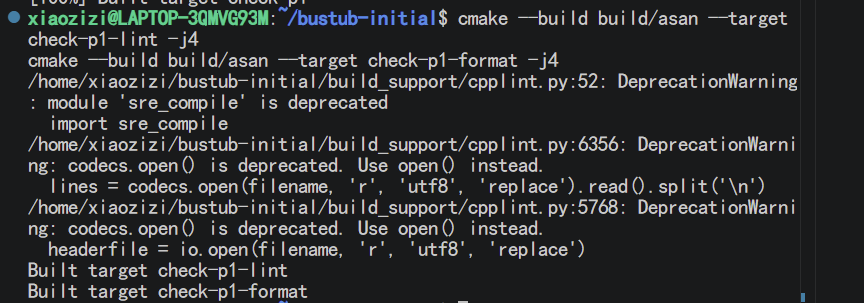 [100%] Built target check-p1
xiaozizi@LAPTOP-3QMVG93M:~/bustub-initial$ cmake --build build/asan --target
check-p1-lint -j4
cmake --build build/asan --target check-p1-format -j4
/home/xiaozizi/bustub-initial/build_support/cpplint.py:52: DeprecationWarning
: module 'sre_compile' is deprecated
  import sre_compile
/home/xiaozizi/bustub-initial/build_support/cpplint.py:6356: DeprecationWarni
ng: codecs.open() is deprecated. Use open() instead.
  lines = codecs.open(filename, 'r', 'utf8', 'replace').read().split('\n')
/home/xiaozizi/bustub-initial/build_support/cpplint.py:5768: DeprecationWarni
ng: codecs.open() is deprecated. Use open() instead.
  headerfile = io.open(filename, 'r', 'utf8', 'replace')
Built target check-p1-lint
Built target check-p1-format